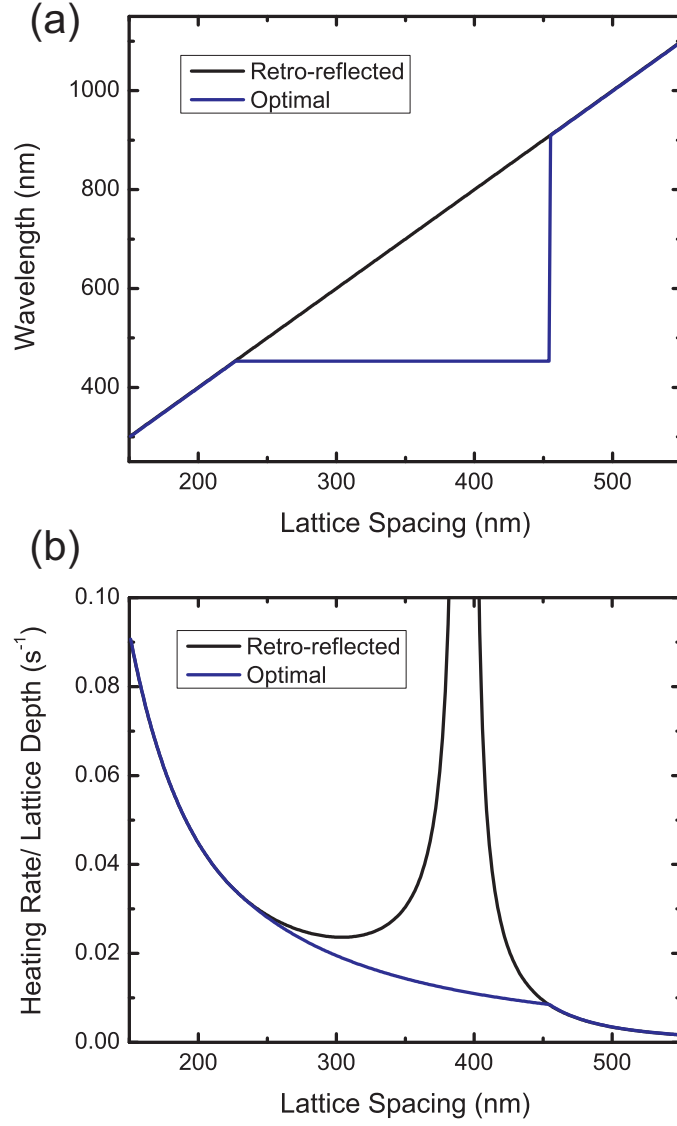 (a)
Retro-reflected
Optimal
1000
800
600
400
Wavelength (nm)
200
300
400
500
Lattice Spacing (nm)
(b)
Retro-reflected
Optimal
0.10
0.08
0.06
0.04
0.02
0.00
Heating Rate/ Lattice Depth (s⁻¹)
200
300
400
500
Lattice Spacing (nm)